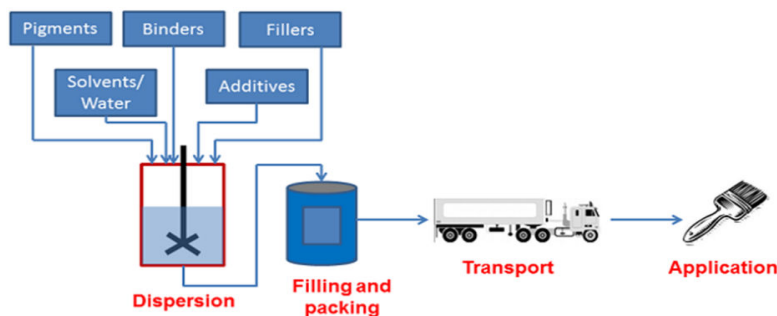 Pigments
Binders
Fillers
Solvents/
Water
Additives
Dispersion
Filling and
packing
Transport
Application